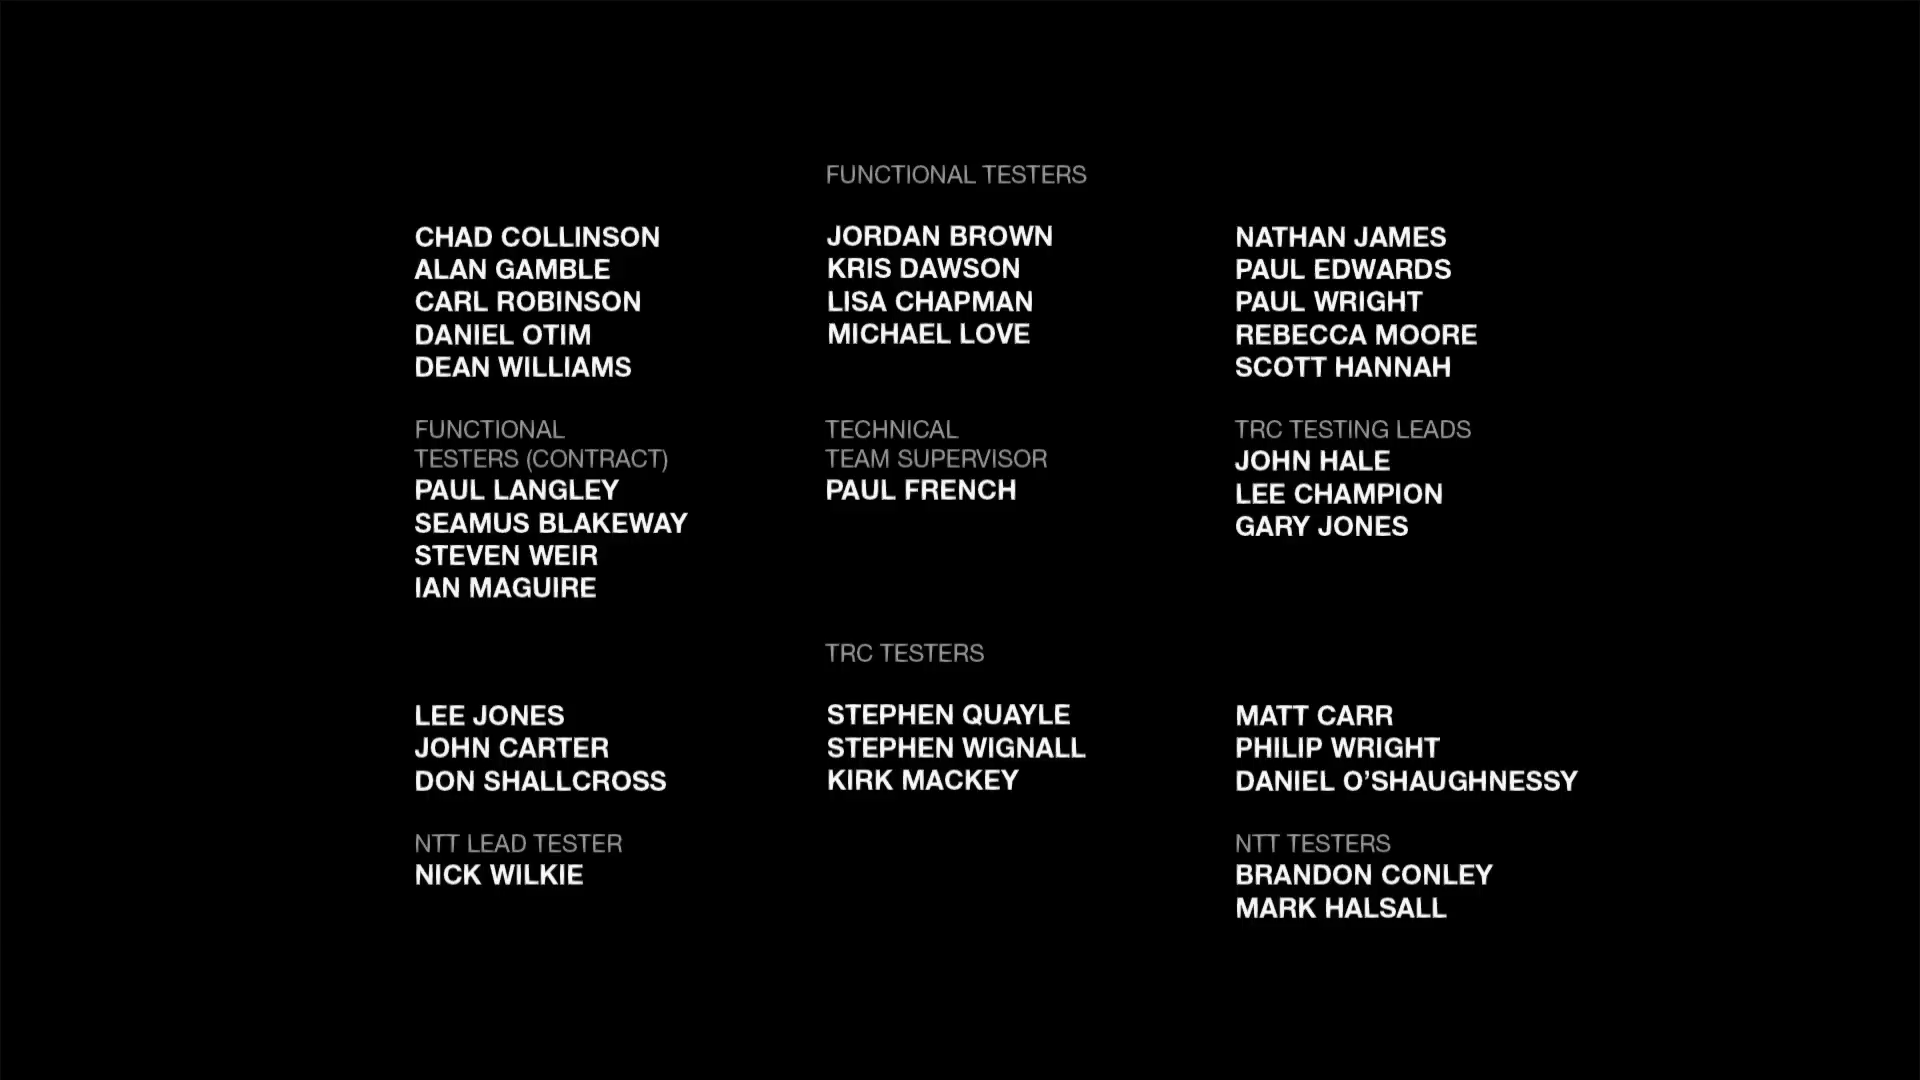 FUNCTIONAL TESTERS
CHAD COLLINSON
ALAN GAMBLE
CARL ROBINSON
DANIEL OTIM
DEAN WILLIAMS
JORDAN BROWN
KRIS DAWSON
LISA CHAPMAN
MICHAEL LOVE
NATHAN JAMES
PAUL EDWARDS
PAUL WRIGHT
REBECCA MOORE
SCOTT HANNAH
FUNCTIONAL
TESTERS (CONTRACT)
PAUL LANGLEY
SEAMUS BLAKEWAY
STEVEN WEIR
IAN MAGUIRE
TECHNICAL
TEAM SUPERVISOR
PAUL FRENCH
TRC TESTING LEADS
JOHN HALE
LEE CHAMPION
GARY JONES
TRC TESTERS
LEE JONES
JOHN CARTER
DON SHALLCROSS
STEPHEN QUAYLE
STEPHEN WIGNALL
KIRK MACKEY
MATT CARR
PHILIP WRIGHT
DANIEL O’SHAUGHNESSY
NTT LEAD TESTER
NICK WILKIE
NTT TESTERS
BRANDON CONLEY
MARK HALSALL